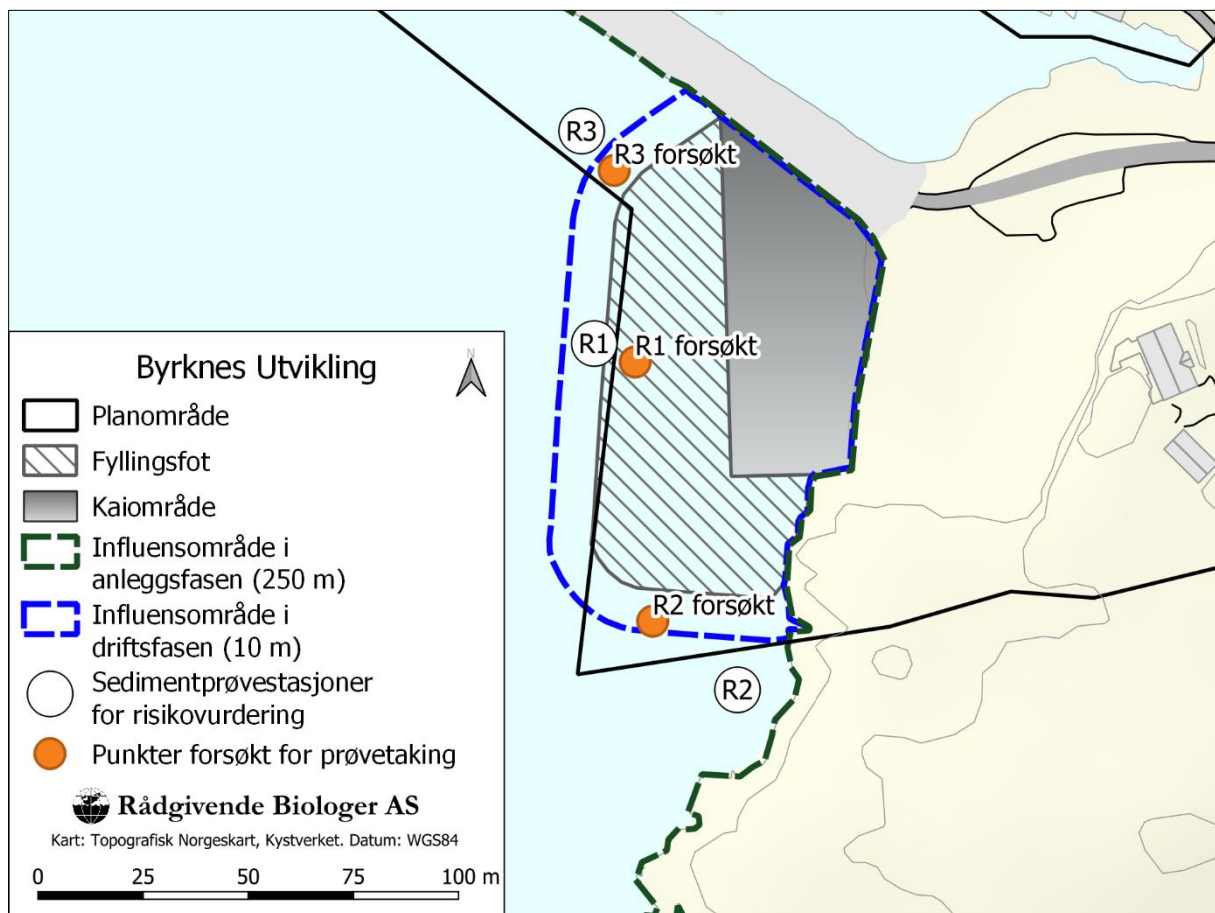 R3
R3 forsøkt
R1
R1 forsøkt
R2 forsøkt
R2
Byrknes Utvikling
N
Planområde
Fyllingsfot
Kaiområde
Influensområde i
anleggsfasen (250 m)
Influensområde i
driftsfasen (10 m)
Sedimentprøvestasjoner
for risikovurdering
Punkter forsøkt for prøvetaking
Rådgivende Biologer AS
Kart: Topografisk Norgeskart, Kystverket. Datum: WGS84
0 25 50 75 100 m